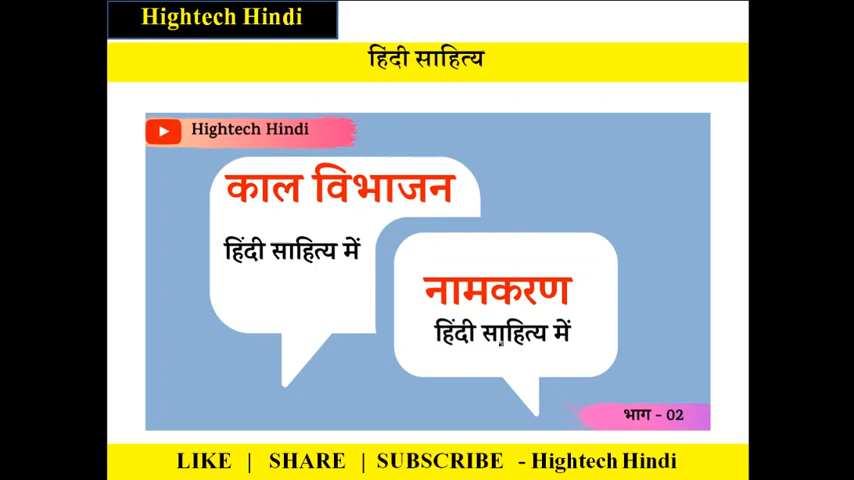 Hightech Hindi
हिंदी साहित्य
Hightech Hindi
काल विभाजन
हिंदी साहित्य में
नामकरण
हिंदी साहित्य में
भाग - 02
LIKE | SHARE | SUBSCRIBE - Hightech Hindi